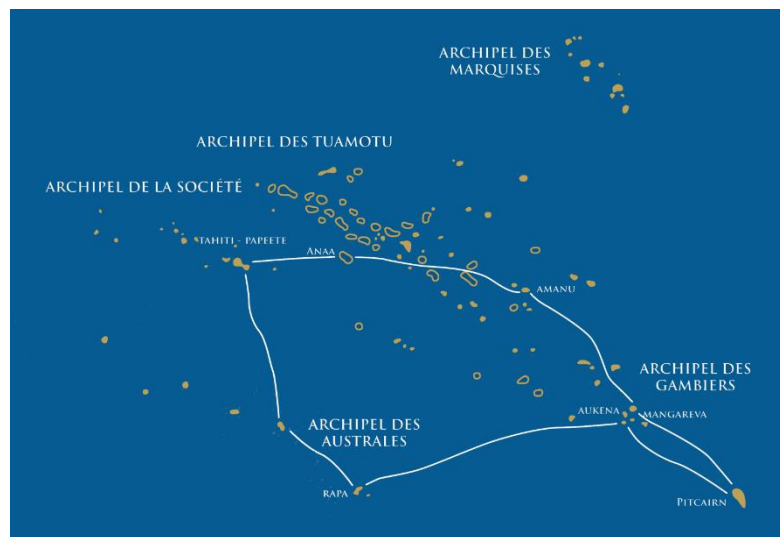 ARCHIPEL DES
MARQUISES
ARCHIPEL DES TUAMOTU
ARCHIPEL DE LA SOCIÉTÉ
TAHITI - PAPEETE
ANAA
AMANU
ARCHIPEL DES
GAMBIERS
AUKENA
MANGAREVA
ARCHIPEL DES
AUSTRALES
RAPA
PITCAIRN